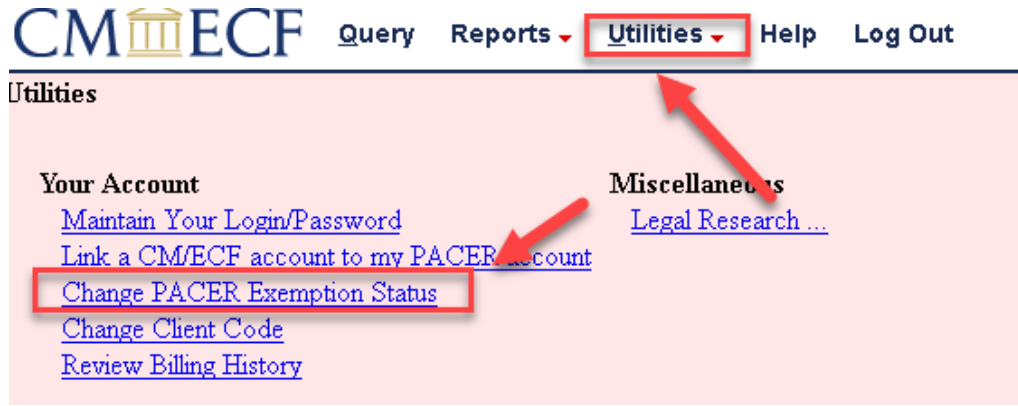 CM ECF Query Reports Utilities Help Log Out
Utilities
Your Account
Maintain Your Login/Password
Link a CM/ECF account to my PACER account
Change PACER Exemption Status
Change Client Code
Review Billing History
Miscellaneous
Legal Research ...